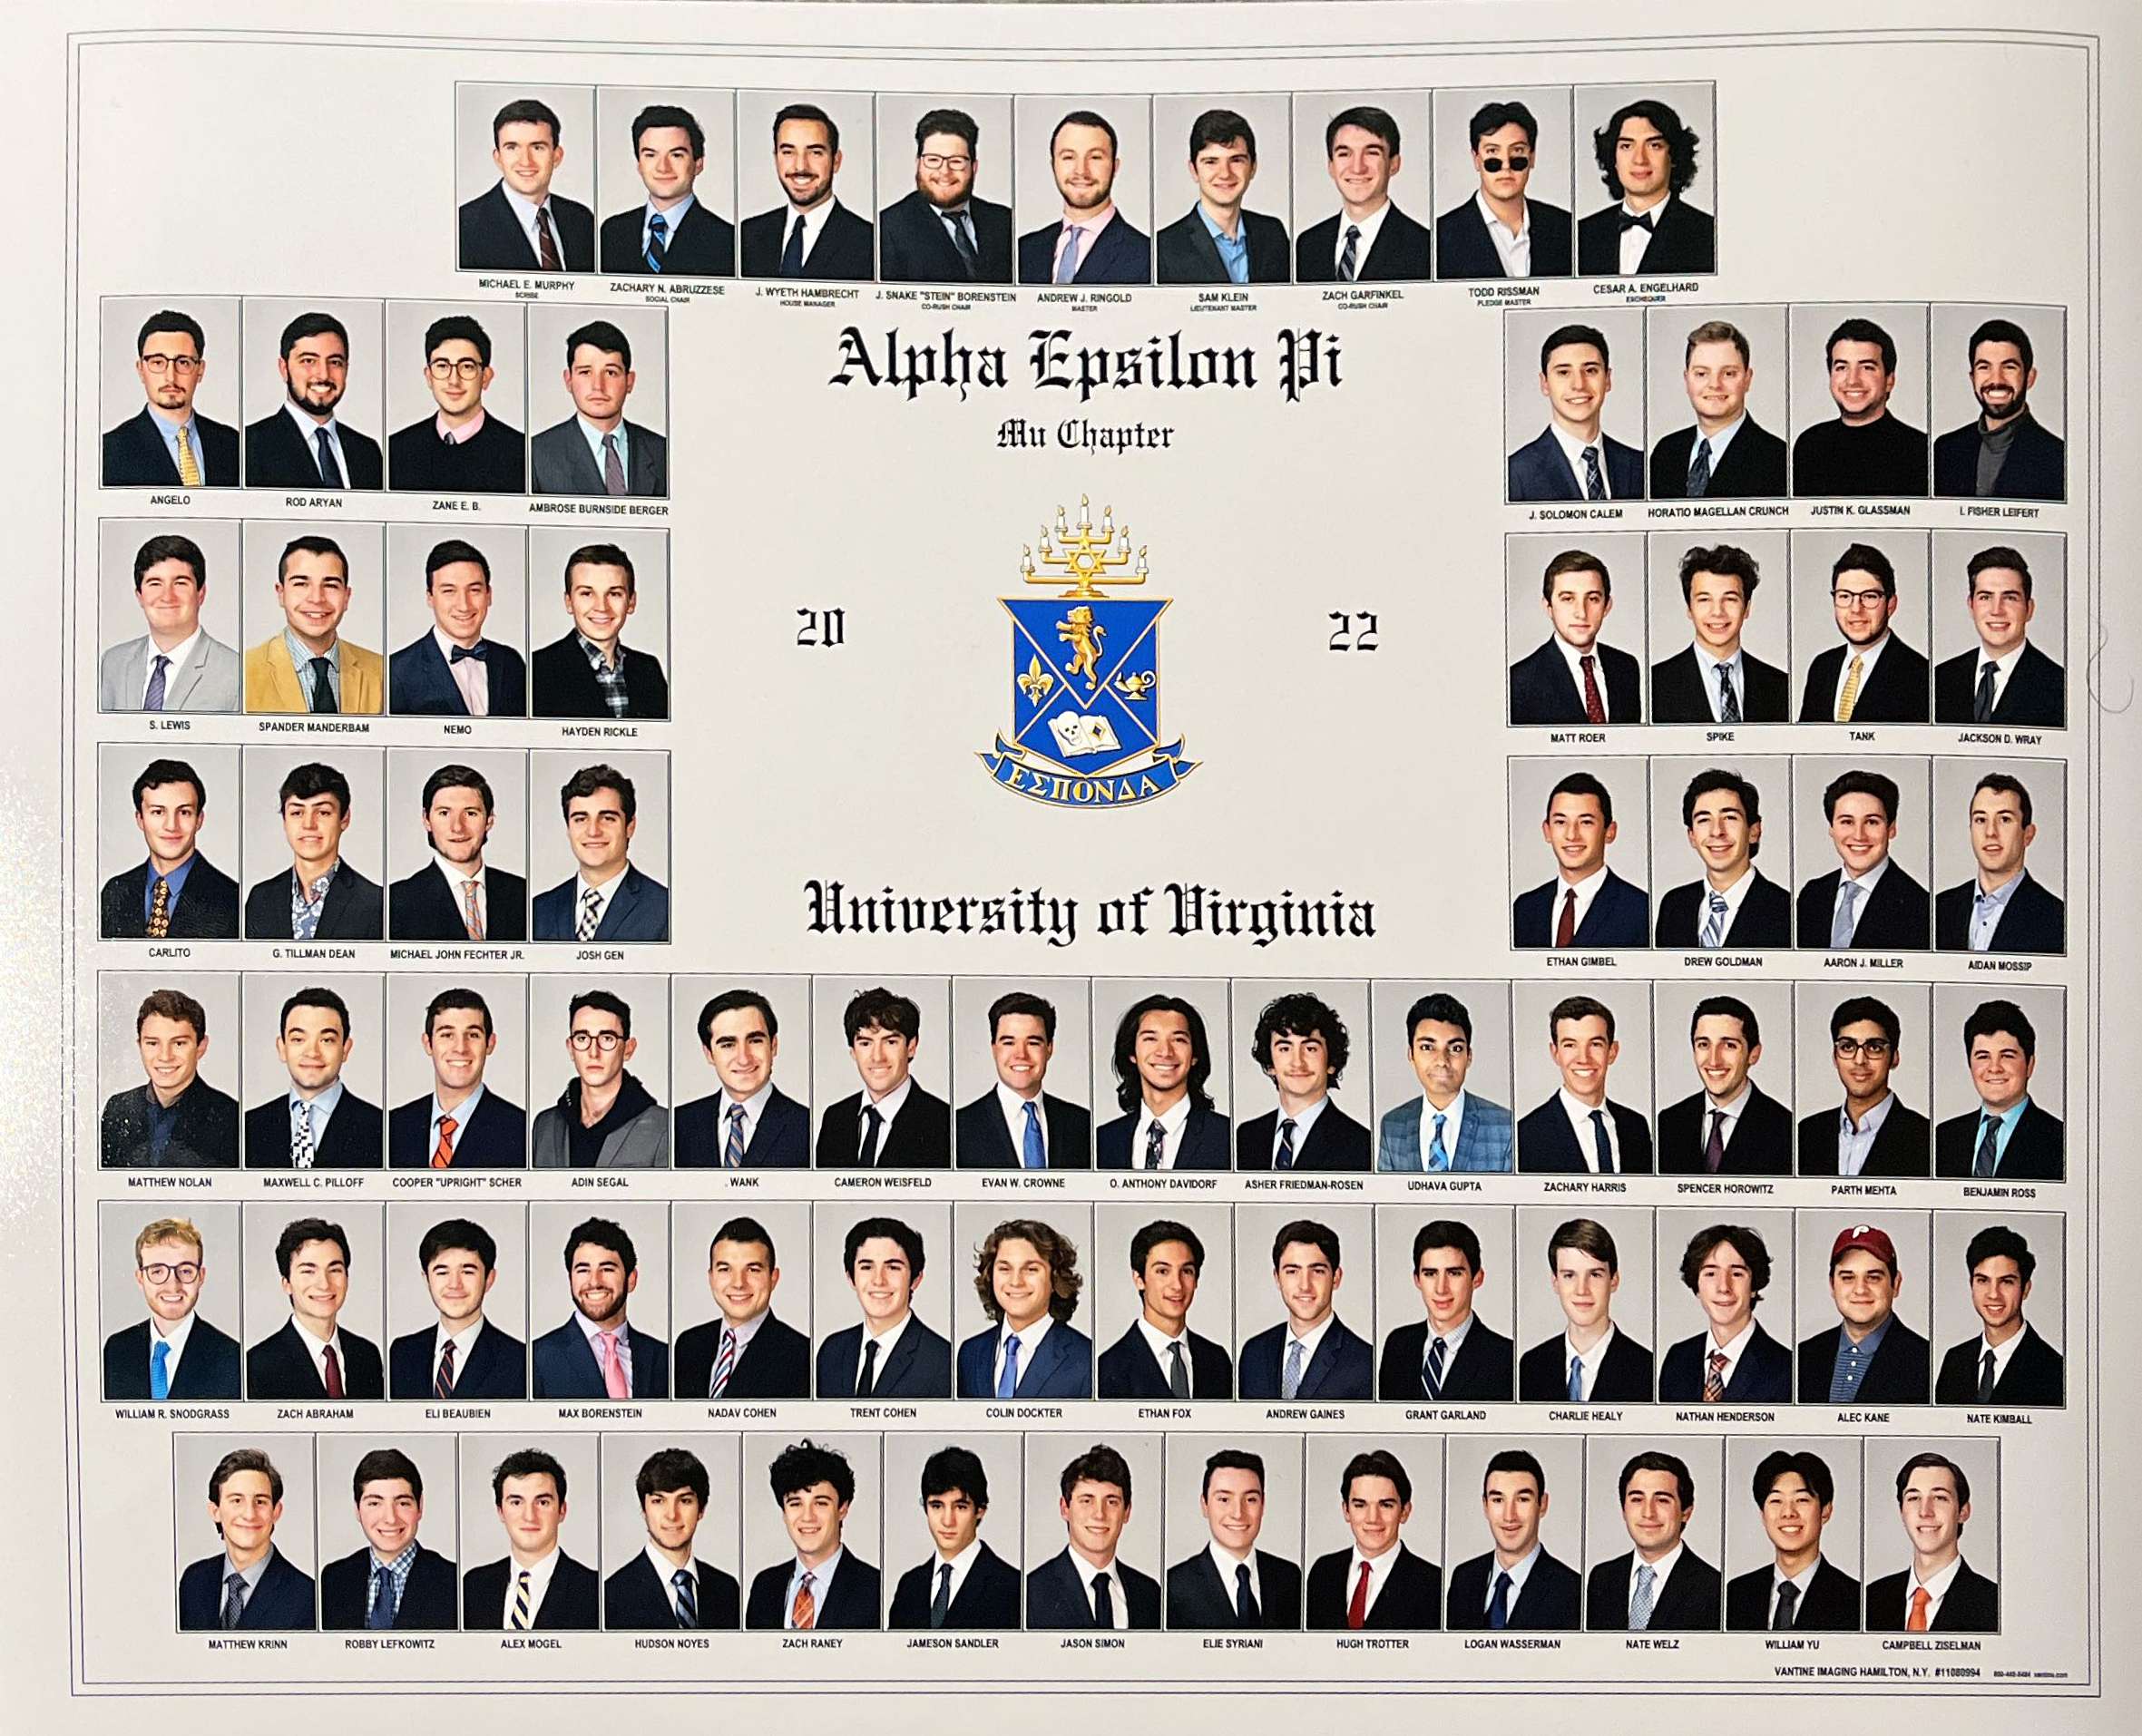 MICHAEL E. MURPHY
SCRIBE
ZACHARY N. ABRUZZESE
SOCIAL CHAIR
J. WYETH HAMBRECHT
HOUSE MANAGER
J. SNAKE "STEIN" BORENSTEIN
CO-RUSH CHAIR
ANDREW J. RINGOLD
MASTER
SAM KLEIN
LIEUTENANT MASTER
ZACH GARFINKEL
CO-RUSH CHAIR
TODD RISSMAN
PLEDGE MASTER
CESAR A. ENGELHARD
EXCHEQUER
Alpha Epsilon Pi
Mu Chapter
20 22
ΕΣΠΟΝΔΑ
University of Virginia
ANGELO
ROD ARYAN
ZANE E. B.
AMBROSE BURNSIDE BERGER
J. SOLOMON CALEM
HORATIO MAGELLAN CRUNCH
JUSTIN K. GLASSMAN
I. FISHER LEIFERT
S. LEWIS
SPANDER MANDERBAM
NEMO
HAYDEN RICKLE
MATT ROER
SPIKE
TANK
JACKSON D. WRAY
CARLITO
G. TILLMAN DEAN
MICHAEL JOHN FECHTER JR.
JOSH GEN
ETHAN GIMBEL
DREW GOLDMAN
AARON J. MILLER
AIDAN MOSSIP
MATTHEW NOLAN
MAXWELL C. PILLOFF
COOPER "UPRIGHT" SCHER
ADIN SEGAL
. WANK
CAMERON WEISFELD
EVAN W. CROWNE
O. ANTHONY DAVIDORF
ASHER FRIEDMAN-ROSEN
UDHAVA GUPTA
ZACHARY HARRIS
SPENCER HOROWITZ
PARTH MEHTA
BENJAMIN ROSS
P
WILLIAM R. SNODGRASS
ZACH ABRAHAM
ELI BEAUBIEN
MAX BORENSTEIN
NADAV COHEN
TRENT COHEN
COLIN DOCKTER
ETHAN FOX
ANDREW GAINES
GRANT GARLAND
CHARLIE HEALY
NATHAN HENDERSON
ALEC KANE
NATE KIMBALL
MATTHEW KRINN
ROBBY LEFKOWITZ
ALEX MOGEL
HUDSON NOYES
ZACH RANEY
JAMESON SANDLER
JASON SIMON
ELIE SYRIANI
HUGH TROTTER
LOGAN WASSERMAN
NATE WELZ
WILLIAM YU
CAMPBELL ZISELMAN
VANTINE IMAGING HAMILTON, N.Y. #11080994